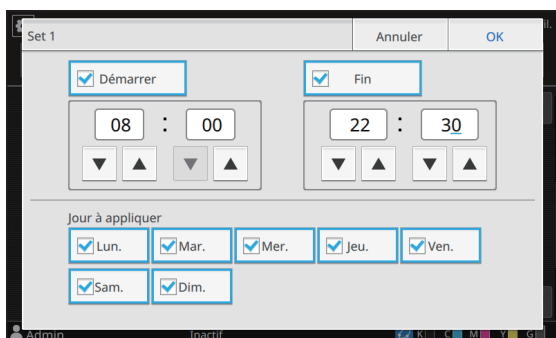 Set 1 Annuler OK
Démarrer Fin
08 : 00 22 : 30
Jour à appliquer
Lun. Mar. Mer. Jeu. Ven.
Sam. Dim.
Admin Inactif K C M Y G